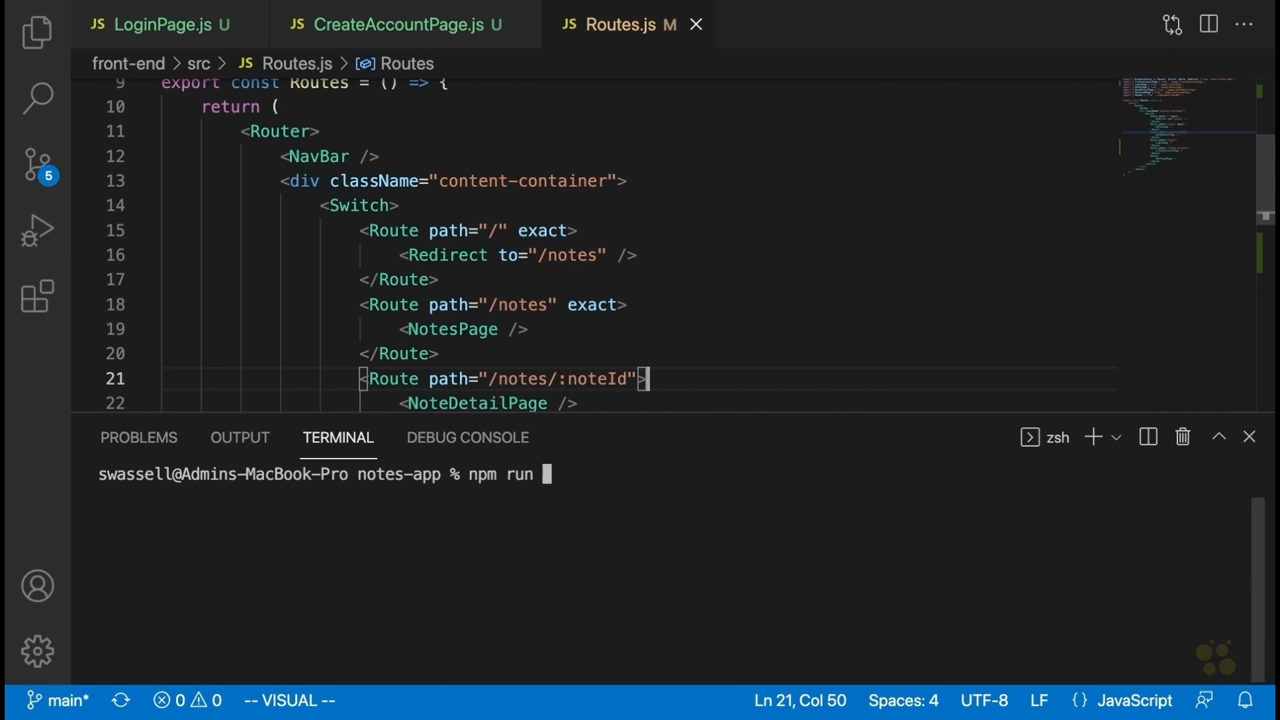 JS LoginPage.js U JS CreateAccountPage.js U JS Routes.js M
front-end > src > JS Routes.js > Routes
9 export const Routes = () => {
10 return (
11 <Router>
12 <NavBar />
13 <div className="content-container">
14 <Switch>
15 <Route path="/" exact>
16 <Redirect to="/notes" />
17 </Route>
18 <Route path="/notes" exact>
19 <NotesPage />
20 </Route>
21 <Route path="/notes/:noteId">
22 <NoteDetailPage />
5
PROBLEMS OUTPUT TERMINAL DEBUG CONSOLE zsh
swassell@Admins-MacBook-Pro notes-app % npm run
main* 0 0 -- VISUAL -- Ln 21, Col 50 Spaces: 4 UTF-8 LF {} JavaScript